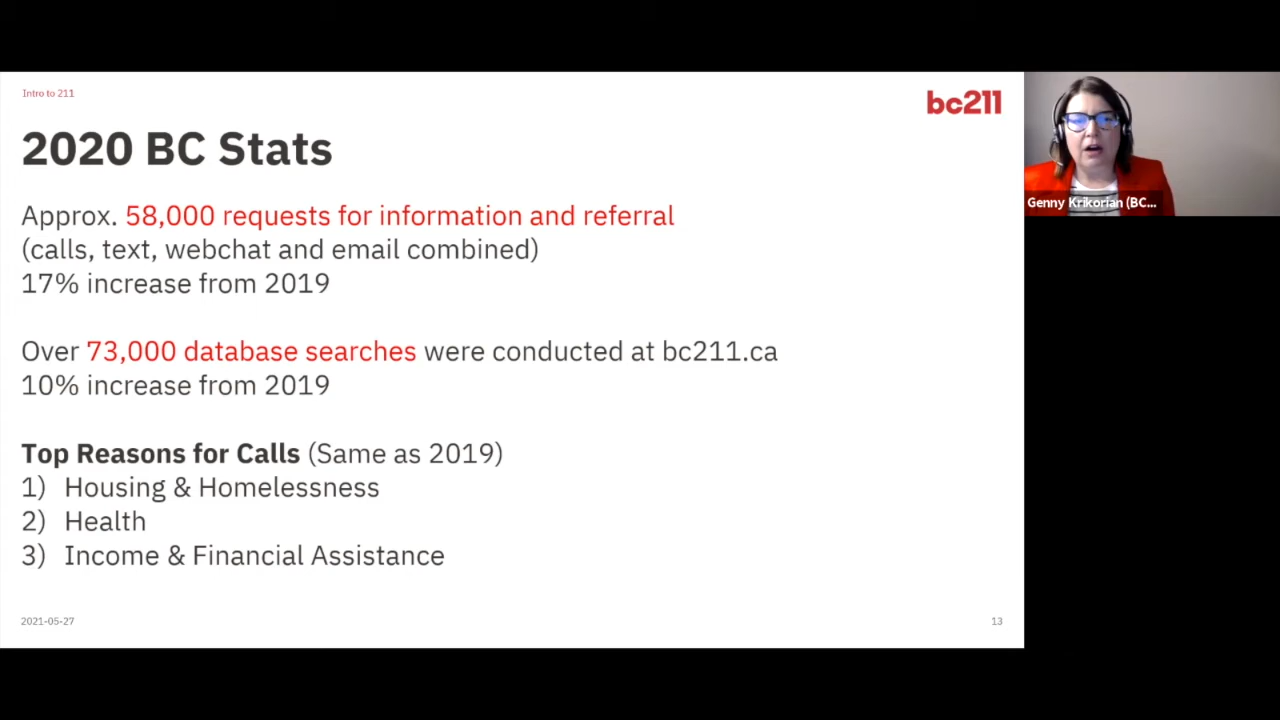 Intro to 211
bc211
2020 BC Stats
Approx. 58,000 requests for information and referral
(calls, text, webchat and email combined)
17% increase from 2019
Over 73,000 database searches were conducted at bc211.ca
10% increase from 2019
Top Reasons for Calls (Same as 2019)
1) Housing & Homelessness
2) Health
3) Income & Financial Assistance
2021-05-27
13
Genny Krikorian (BC...